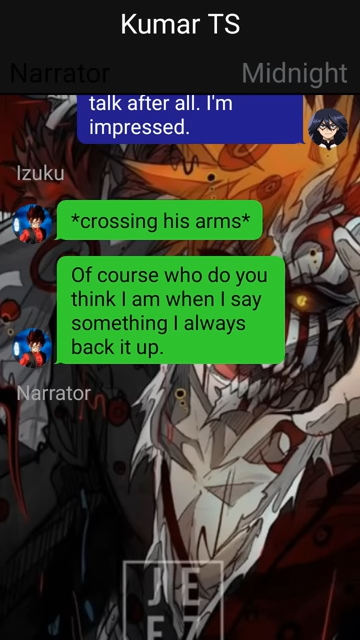 Kumar TS
Narrator
Midnight
talk after all. I'm
impressed.
Izuku
*crossing his arms*
Of course who do you
think I am when I say
something I always
back it up.
Narrator
JE